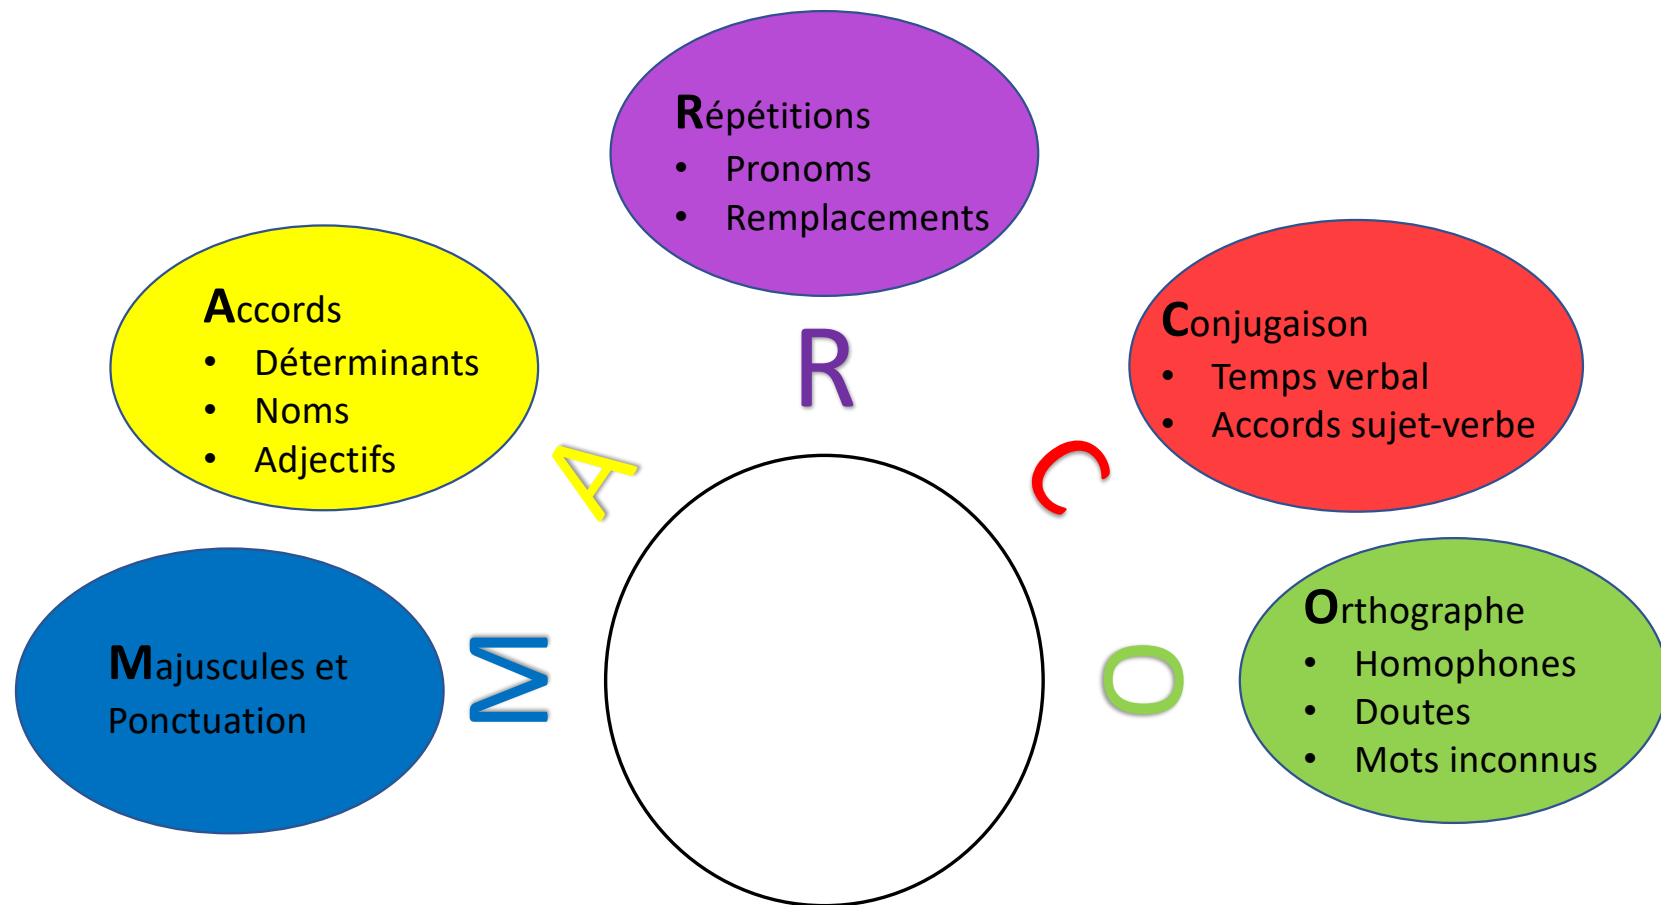 Majuscules et
Ponctuation
M
Accords
• Déterminants
• Noms
• Adjectifs
A
Répétitions
• Pronoms
• Remplacements
R
Conjugaison
• Temps verbal
• Accords sujet-verbe
C
Orthographe
• Homophones
• Doutes
• Mots inconnus
O